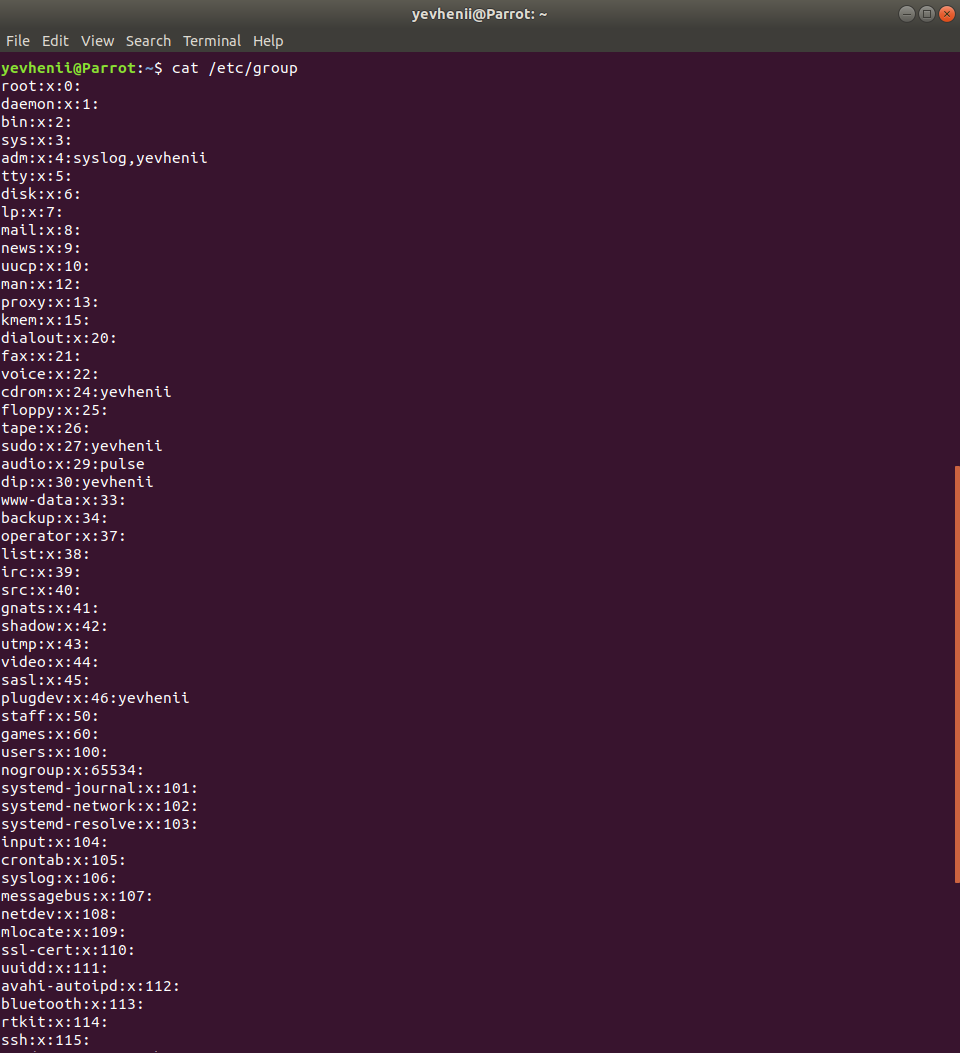 yevhenii@Parrot: ~
File Edit View Search Terminal Help
yevhenii@Parrot:~$ cat /etc/group
root:x:0:
daemon:x:1:
bin:x:2:
sys:x:3:
adm:x:4:syslog,yevhenii
tty:x:5:
disk:x:6:
lp:x:7:
mail:x:8:
news:x:9:
uucp:x:10:
man:x:12:
proxy:x:13:
kmem:x:15:
dialout:x:20:
fax:x:21:
voice:x:22:
cdrom:x:24:yevhenii
floppy:x:25:
tape:x:26:
sudo:x:27:yevhenii
audio:x:29:pulse
dip:x:30:yevhenii
www-data:x:33:
backup:x:34:
operator:x:37:
list:x:38:
irc:x:39:
src:x:40:
gnats:x:41:
shadow:x:42:
utmp:x:43:
video:x:44:
sasl:x:45:
plugdev:x:46:yevhenii
staff:x:50:
games:x:60:
users:x:100:
nogroup:x:65534:
systemd-journal:x:101:
systemd-network:x:102:
systemd-resolve:x:103:
input:x:104:
crontab:x:105:
syslog:x:106:
messagebus:x:107:
netdev:x:108:
mlocate:x:109:
ssl-cert:x:110:
uuidd:x:111:
avahi-autoipd:x:112:
bluetooth:x:113:
rtkit:x:114:
ssh:x:115: